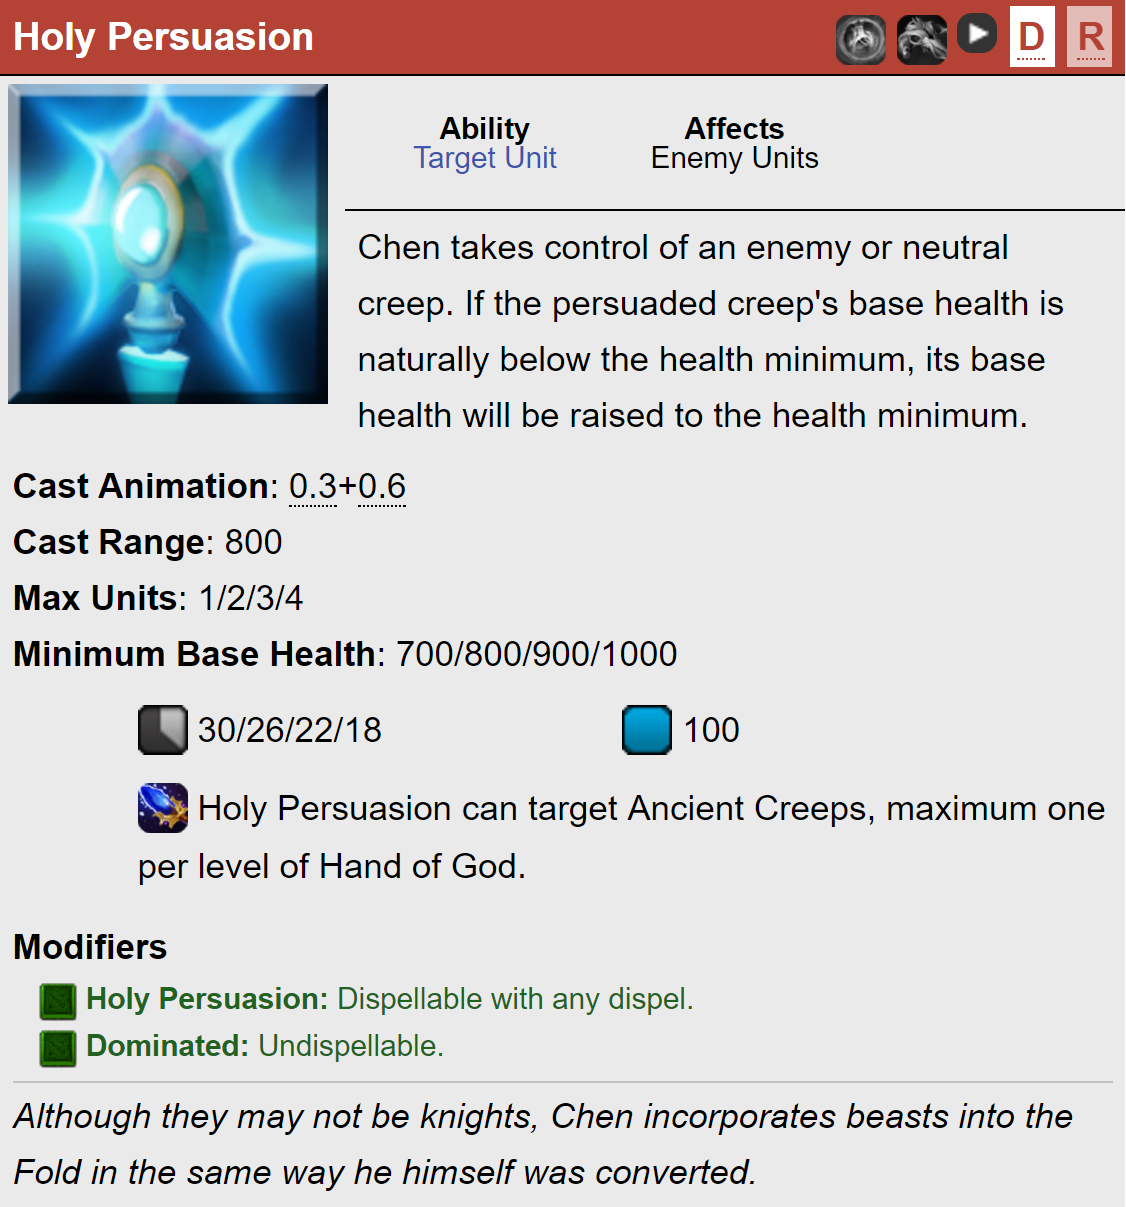 Holy Persuasion
D
R
Ability
Target Unit
Affects
Enemy Units
Chen takes control of an enemy or neutral
creep. If the persuaded creep's base health is
naturally below the health minimum, its base
health will be raised to the health minimum.
Cast Animation: 0.3+0.6
Cast Range: 800
Max Units: 1/2/3/4
Minimum Base Health: 700/800/900/1000
30/26/22/18
100
Holy Persuasion can target Ancient Creeps, maximum one
per level of Hand of God.
Modifiers
Holy Persuasion: Dispellable with any dispel.
Dominated: Undispellable.
Although they may not be knights, Chen incorporates beasts into the
Fold in the same way he himself was converted.